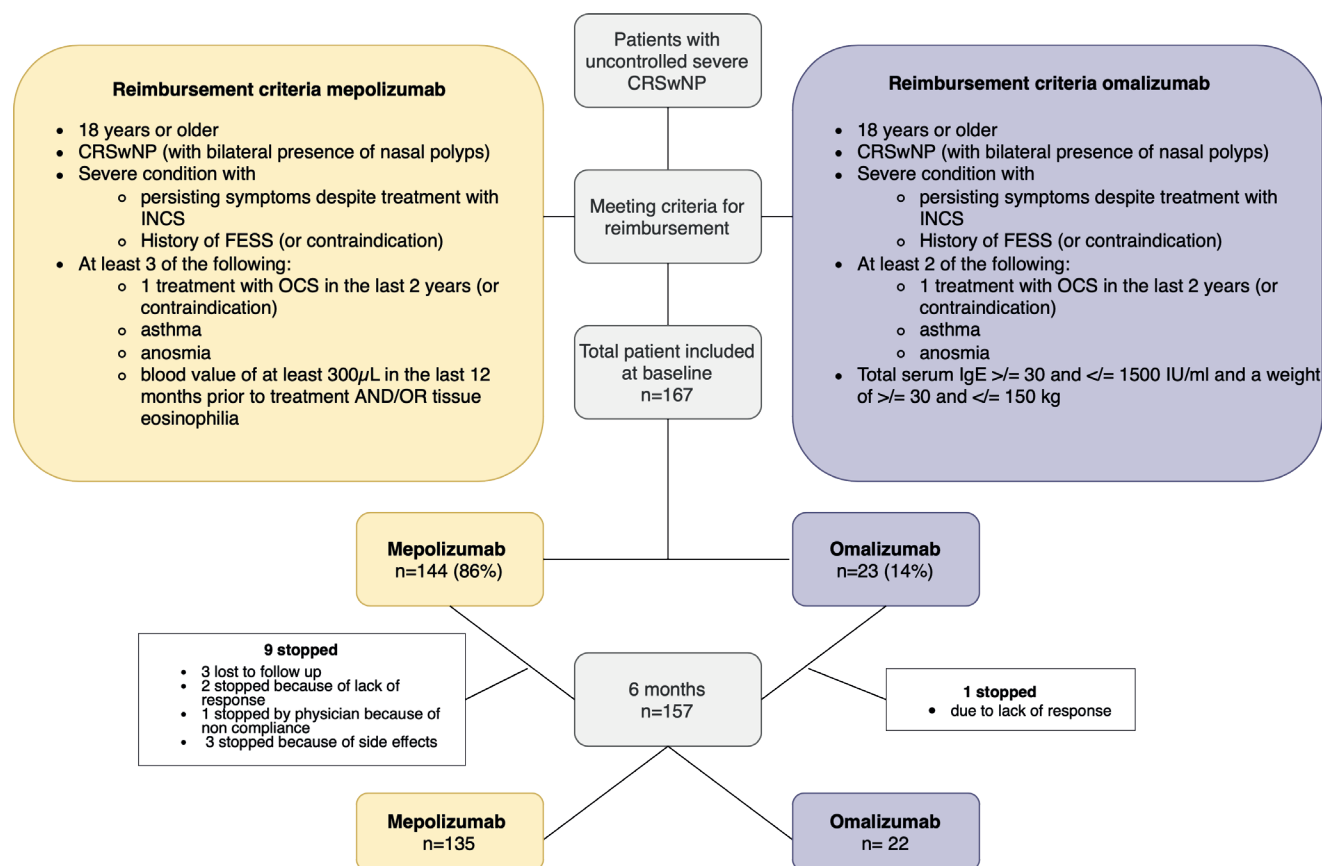 Patients with
uncontrolled severe
CRSwNP
Reimbursement criteria mepolizumab
• 18 years or older
• CRSwNP (with bilateral presence of nasal polyps)
• Severe condition with
o persisting symptoms despite treatment with
INCS
o History of FESS (or contraindication)
• At least 3 of the following:
o 1 treatment with OCS in the last 2 years (or
contraindication)
o asthma
o anosmia
o blood value of at least 300µL in the last 12
months prior to treatment AND/OR tissue
eosinophilia
Meeting criteria for
reimbursement
Reimbursement criteria omalizumab
• 18 years or older
• CRSwNP (with bilateral presence of nasal polyps)
• Severe condition with
o persisting symptoms despite treatment with
INCS
o History of FESS (or contraindication)
• At least 2 of the following:
o 1 treatment with OCS in the last 2 years (or
contraindication)
o asthma
o anosmia
• Total serum IgE >/= 30 and </= 1500 IU/ml and a weight
of >/= 30 and </= 150 kg
Total patient included
at baseline
n=167
Mepolizumab
n=144 (86%)
Omalizumab
n=23 (14%)
9 stopped
• 3 lost to follow up
• 2 stopped because of lack of
response
• 1 stopped by physician because of
non compliance
• 3 stopped because of side effects
6 months
n=157
1 stopped
• due to lack of response
Mepolizumab
n=135
Omalizumab
n= 22